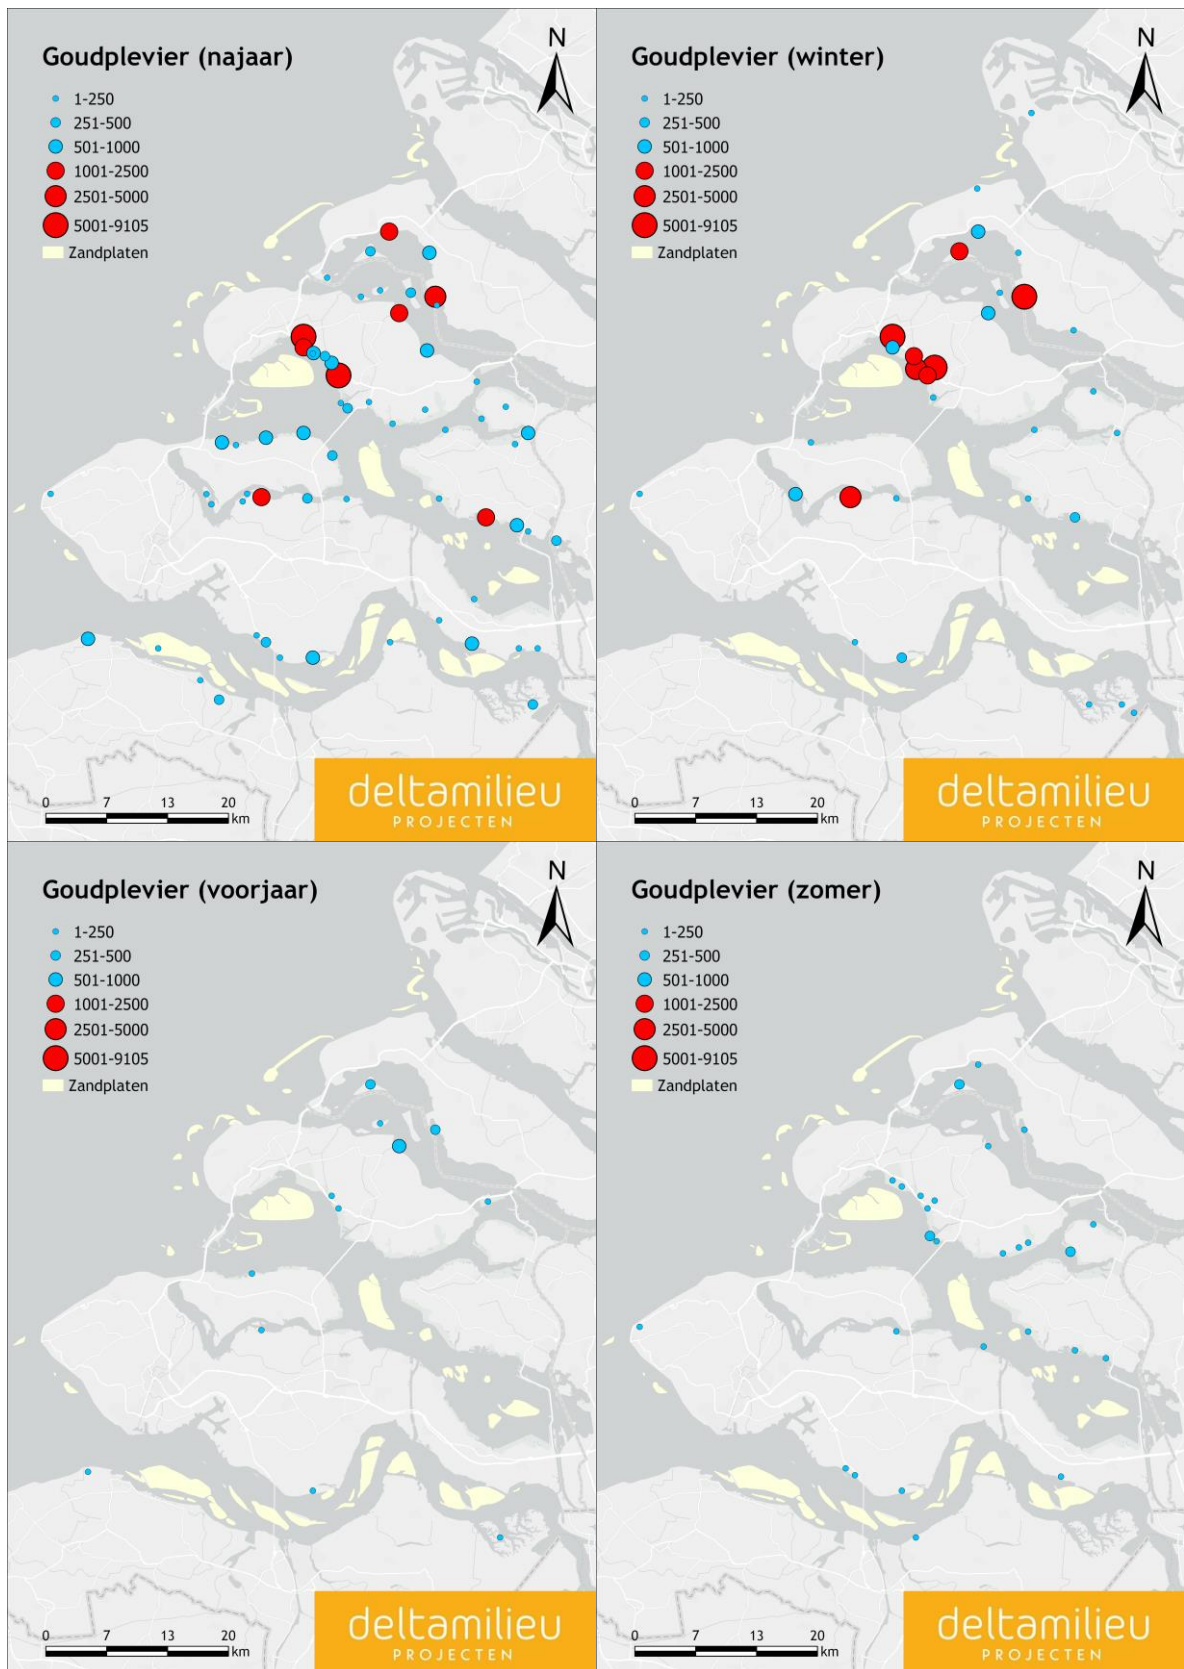 Goudplevier (najaar)
N
1-250
251-500
501-1000
1001-2500
2501-5000
5001-9105
Zandplaten
0 7 13 20
km
deltamilieu
PROJECTEN
Goudplevier (winter)
N
1-250
251-500
501-1000
1001-2500
2501-5000
5001-9105
Zandplaten
0 7 13 20
km
deltamilieu
PROJECTEN
Goudplevier (voorjaar)
N
1-250
251-500
501-1000
1001-2500
2501-5000
5001-9105
Zandplaten
0 7 13 20
km
deltamilieu
PROJECTEN
Goudplevier (zomer)
N
1-250
251-500
501-1000
1001-2500
2501-5000
5001-9105
Zandplaten
0 7 13 20
km
deltamilieu
PROJECTEN